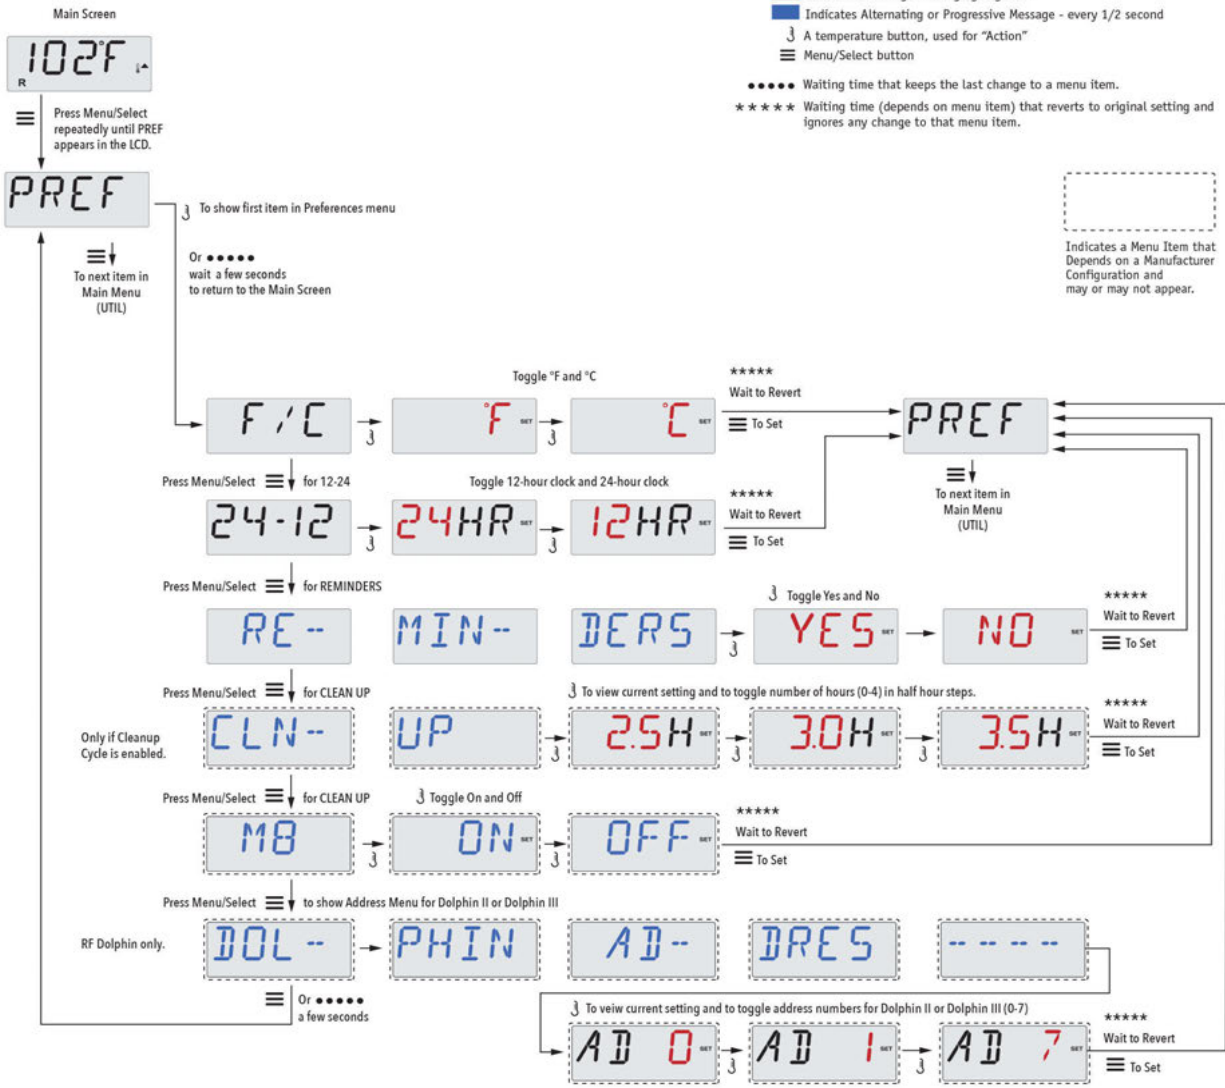 Main Screen
Indicates Alternating or Progressive Message - every 1/2 second
A temperature button, used for “Action”
Menu/Select button
102°F
R
●●●●● Waiting time that keeps the last change to a menu item.
***** Waiting time (depends on menu item) that reverts to original setting and
ignores any change to that menu item.
Press Menu/Select
repeatedly until PREF
appears in the LCD.
PREF
To show first item in Preferences menu
Or ●●●●●
wait a few seconds
to return to the Main Screen
To next item in
Main Menu
(UTIL)
Indicates a Menu Item that
Depends on a Manufacturer
Configuration and
may or may not appear.
Toggle °F and °C
*****
Wait to Revert
To Set
F/C
°F SET
°C SET
PREF
To next item in
Main Menu
(UTIL)
Press Menu/Select for 12-24
Toggle 12-hour clock and 24-hour clock
*****
Wait to Revert
To Set
24-12
24HR SET
12HR SET
Press Menu/Select for REMINDERS
Toggle Yes and No
*****
Wait to Revert
To Set
RE--
MIN--
DERS
YES SET
NO SET
Press Menu/Select for CLEAN UP
To view current setting and to toggle number of hours (0-4) in half hour steps.
*****
Wait to Revert
To Set
Only if Cleanup
Cycle is enabled.
CLN--
UP
2.5H SET
3.0H SET
3.5H SET
Press Menu/Select for CLEAN UP
Toggle On and Off
*****
Wait to Revert
To Set
M8
ON SET
OFF SET
Press Menu/Select to show Address Menu for Dolphin II or Dolphin III
RF Dolphin only.
DOL--
PHIN
AD--
DRES
-- -- -- --
Or ●●●●●
a few seconds
To veiw current setting and to toggle address numbers for Dolphin II or Dolphin III (0-7)
*****
Wait to Revert
To Set
AD 0 SET
AD 1 SET
AD 7 SET